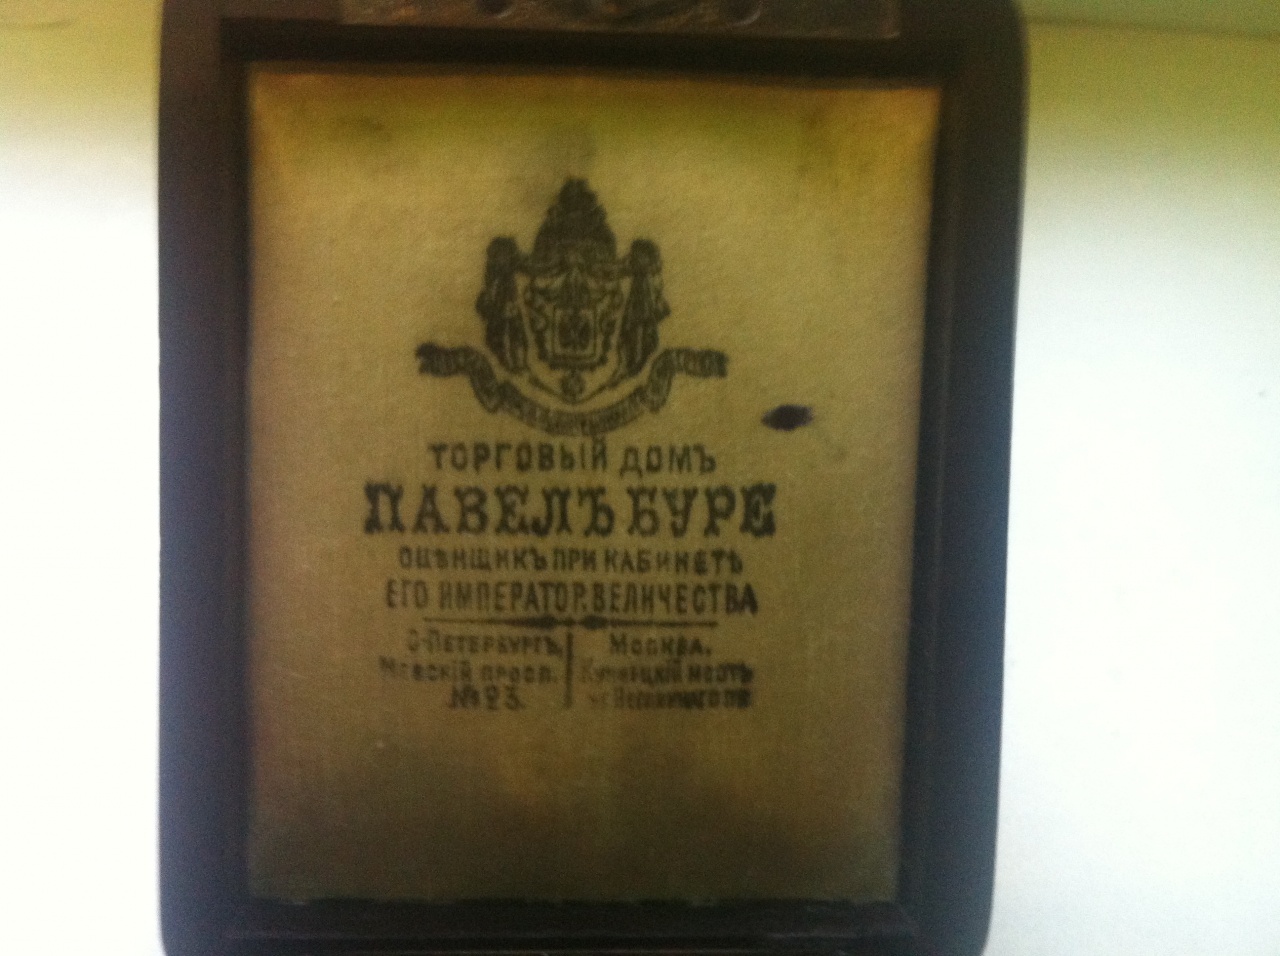 ТОРГОВЫЙ ДОМЪ
ПАВЕЛЪ БУРЕ
ОЦѢНЩИКЪ ПРИ КАБИНЕТѢ
ЕГО ИМПЕРАТОР. ВЕЛИЧЕСТВА
С-ПЕТЕРБУРГЪ,
НЕВСКІЙ ПРОСП.
№ 23.
МОСКВА.
КУЗНЕЦКІЙ МОСТЪ